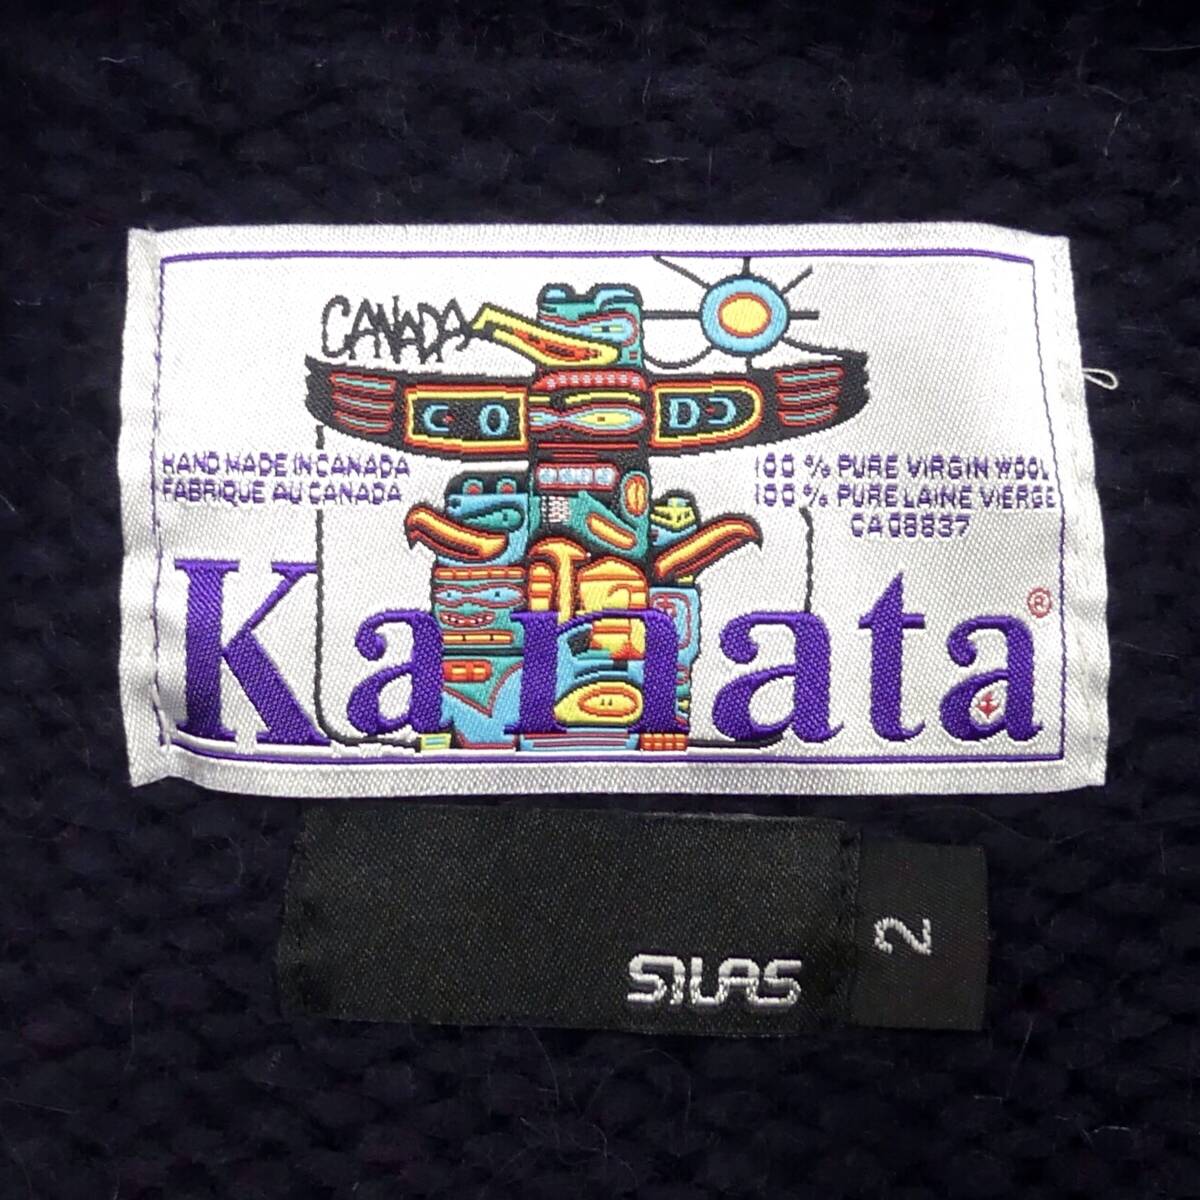 CANADA
HAND MADE IN CANADA
FABRIQUE AU CANADA
100 % PURE VIRGIN WOOL
100 % PURE LAINE VIERGE
CA 08837
Kanata ®
SILAS
2